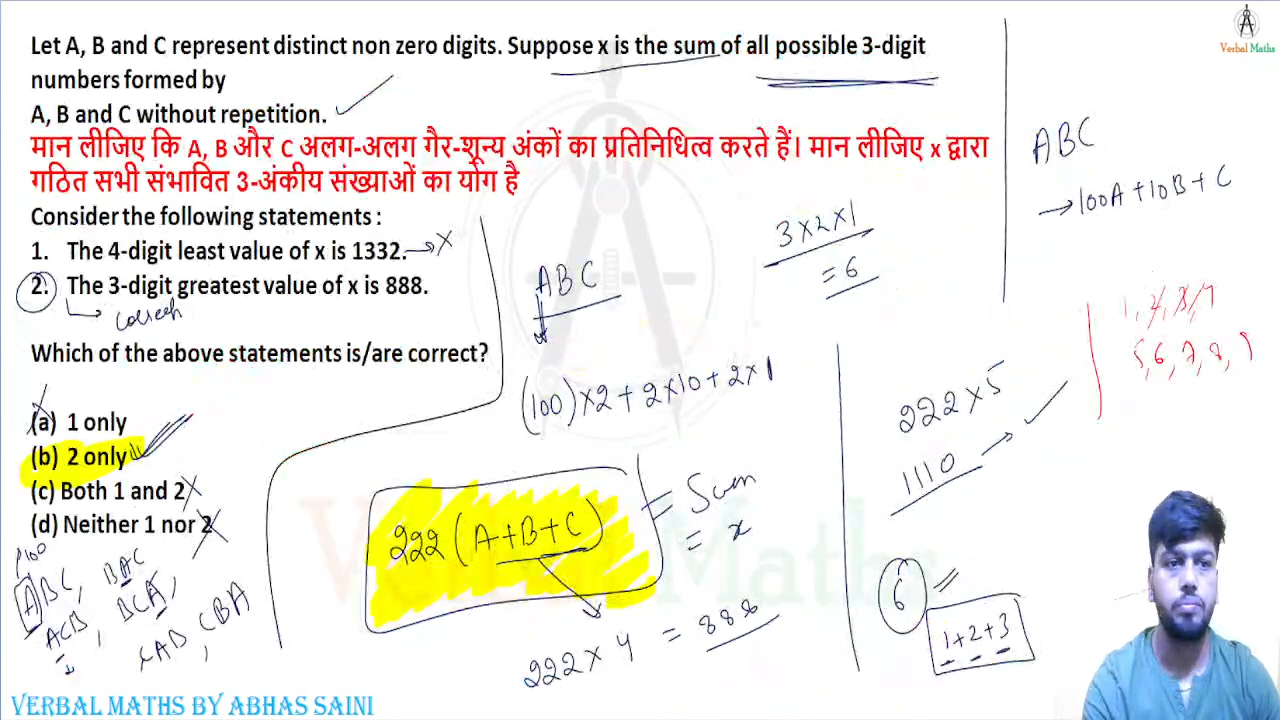 Let A, B and C represent distinct non zero digits. Suppose x is the sum of all possible 3-digit
numbers formed by
A, B and C without repetition.
मान लीजिए कि A, B और C अलग-अलग गैर-शून्य अंकों का प्रतिनिधित्व करते हैं। मान लीजिए x द्वारा
गठित सभी संभावित 3-अंकीय संख्याओं का योग है
Consider the following statements :
1. The 4-digit least value of x is 1332. → X
2. The 3-digit greatest value of x is 888.
correct
Which of the above statements is/are correct?
(a) 1 only
(b) 2 only
(c) Both 1 and 2 X
(d) Neither 1 nor 2
ABC, BAC
ACB, BCA,
CAB, CBA
ABC
(100)×2+2×10+2×1
222(A+B+C) = Sum
= x
222×4 = 888
3×2×1
=6
ABC
→100A+10B+C
1, 2, 3, 4
5, 6, 7, 8, 9
222×5
1110
6 =
1+2+3
Verbal Maths
Verbal Maths
VERBAL MATHS BY ABHAS SAINI